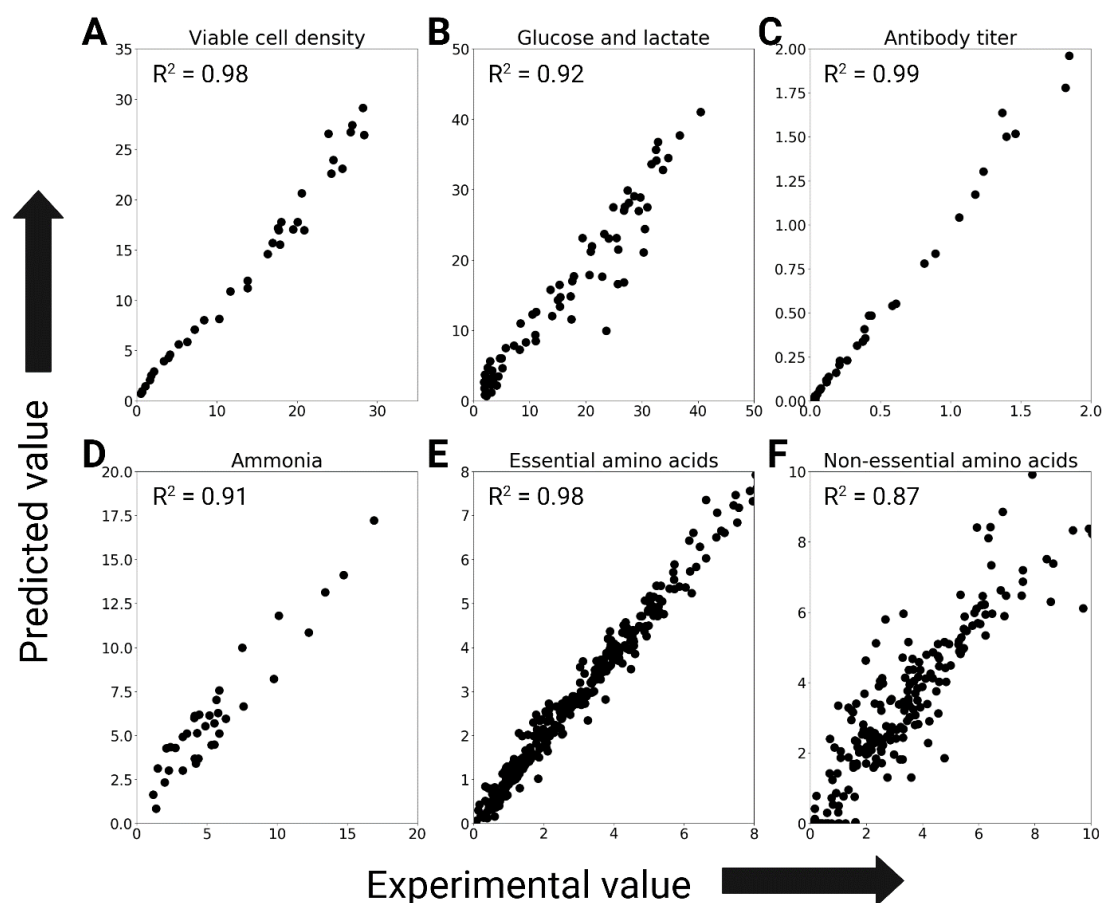 A Viable cell density
R² = 0.98
35
30
25
20
15
10
5
0
0 10 20 30
B Glucose and lactate
R² = 0.92
50
40
30
20
10
0
0 10 20 30 40 50
C Antibody titer
R² = 0.99
2.00
1.75
1.50
1.25
1.00
0.75
0.50
0.25
0.00
0.0 0.5 1.0 1.5 2.0
D Ammonia
R² = 0.91
20.0
17.5
15.0
12.5
10.0
7.5
5.0
2.5
0.0
0 5 10 15 20
E Essential amino acids
R² = 0.98
8
7
6
5
4
3
2
1
0
0 2 4 6 8
F Non-essential amino acids
R² = 0.87
10
8
6
4
2
0
0 2 4 6 8 10
Predicted value
Experimental value